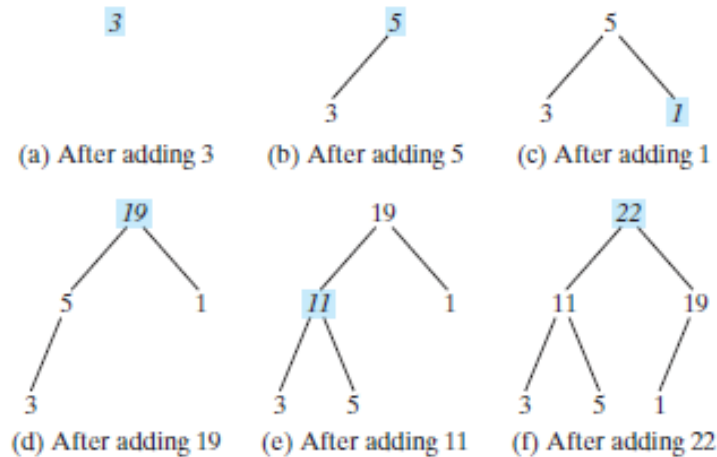 3 5 5
3 3 1
(a) After adding 3 (b) After adding 5 (c) After adding 1
19 19 22
5 1 11 1 11 19
3 3 5 3 5 1
(d) After adding 19 (e) After adding 11 (f) After adding 22